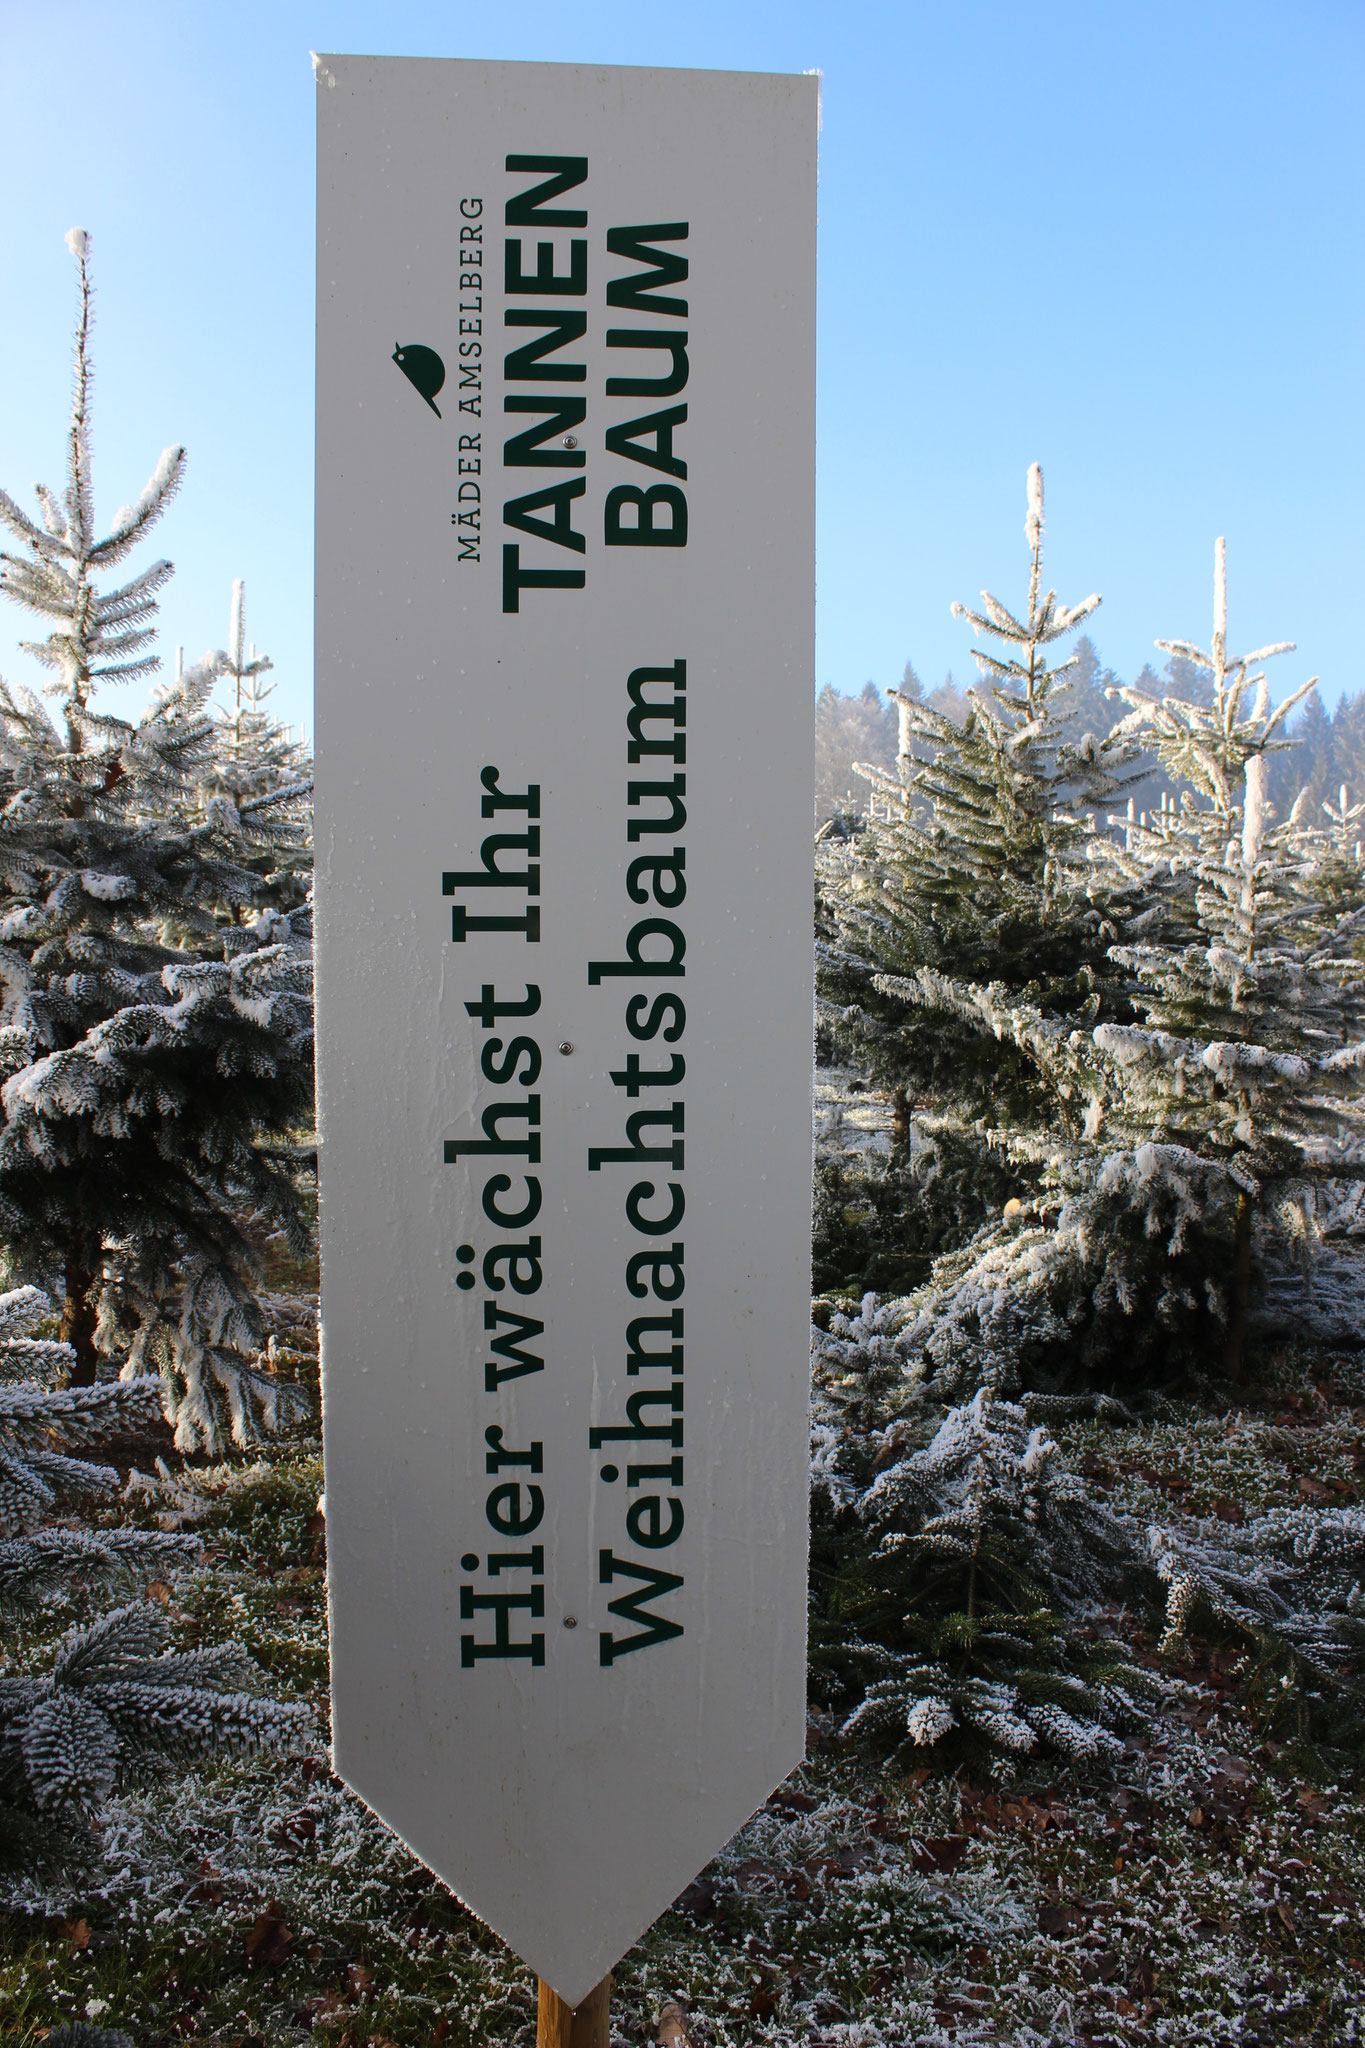 MÄDER AMSELBERG
TANNEN
BAUM
Hier wächst Ihr
Weihnachtsbaum